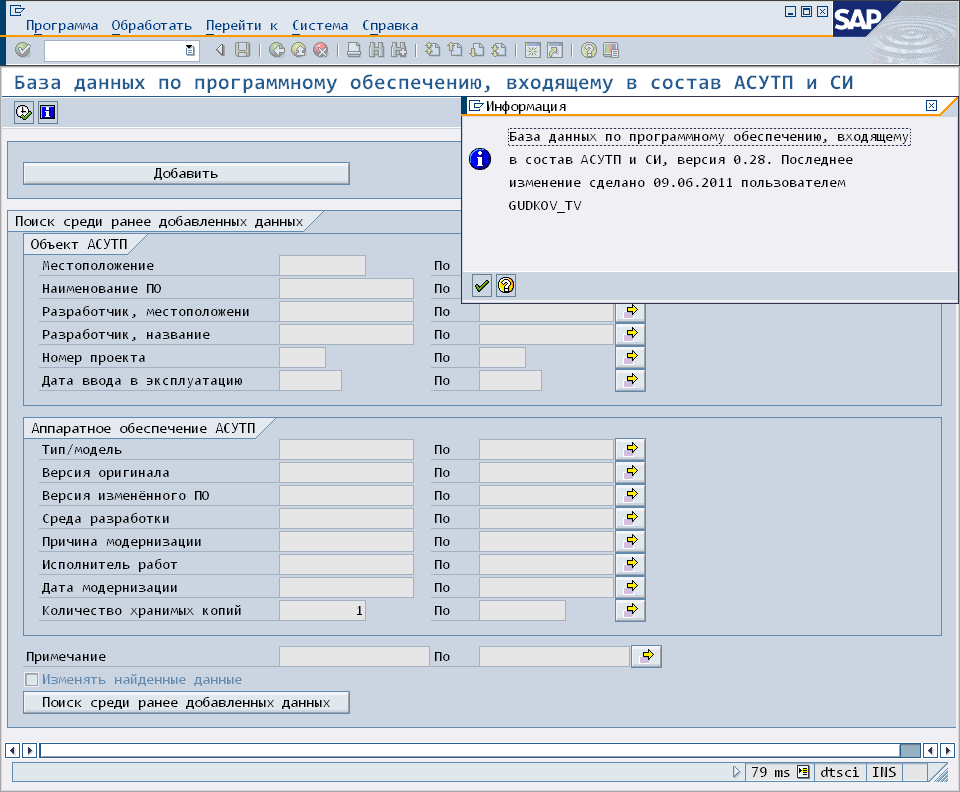 Программа Обработать Перейти к Система Справка
SAP
База данных по программному обеспечению, входящему в состав АСУТП и СИ
Информация
База данных по программному обеспечению, входящему
в состав АСУТП и СИ, версия 0.28. Последнее
изменение сделано 09.06.2011 пользователем
GUDKOV_TV
Добавить
Поиск среди ранее добавленных данных
Объект АСУТП
Местоположение По
Наименование ПО По
Разработчик, местоположени По
Разработчик, название По
Номер проекта По
Дата ввода в эксплуатацию По
Аппаратное обеспечение АСУТП
Тип/модель По
Версия оригинала По
Версия изменённого ПО По
Среда разработки По
Причина модернизации По
Исполнитель работ По
Дата модернизации По
Количество хранимых копий 1 По
Примечание По
Изменять найденные данные
Поиск среди ранее добавленных данных
79 ms dtsci INS